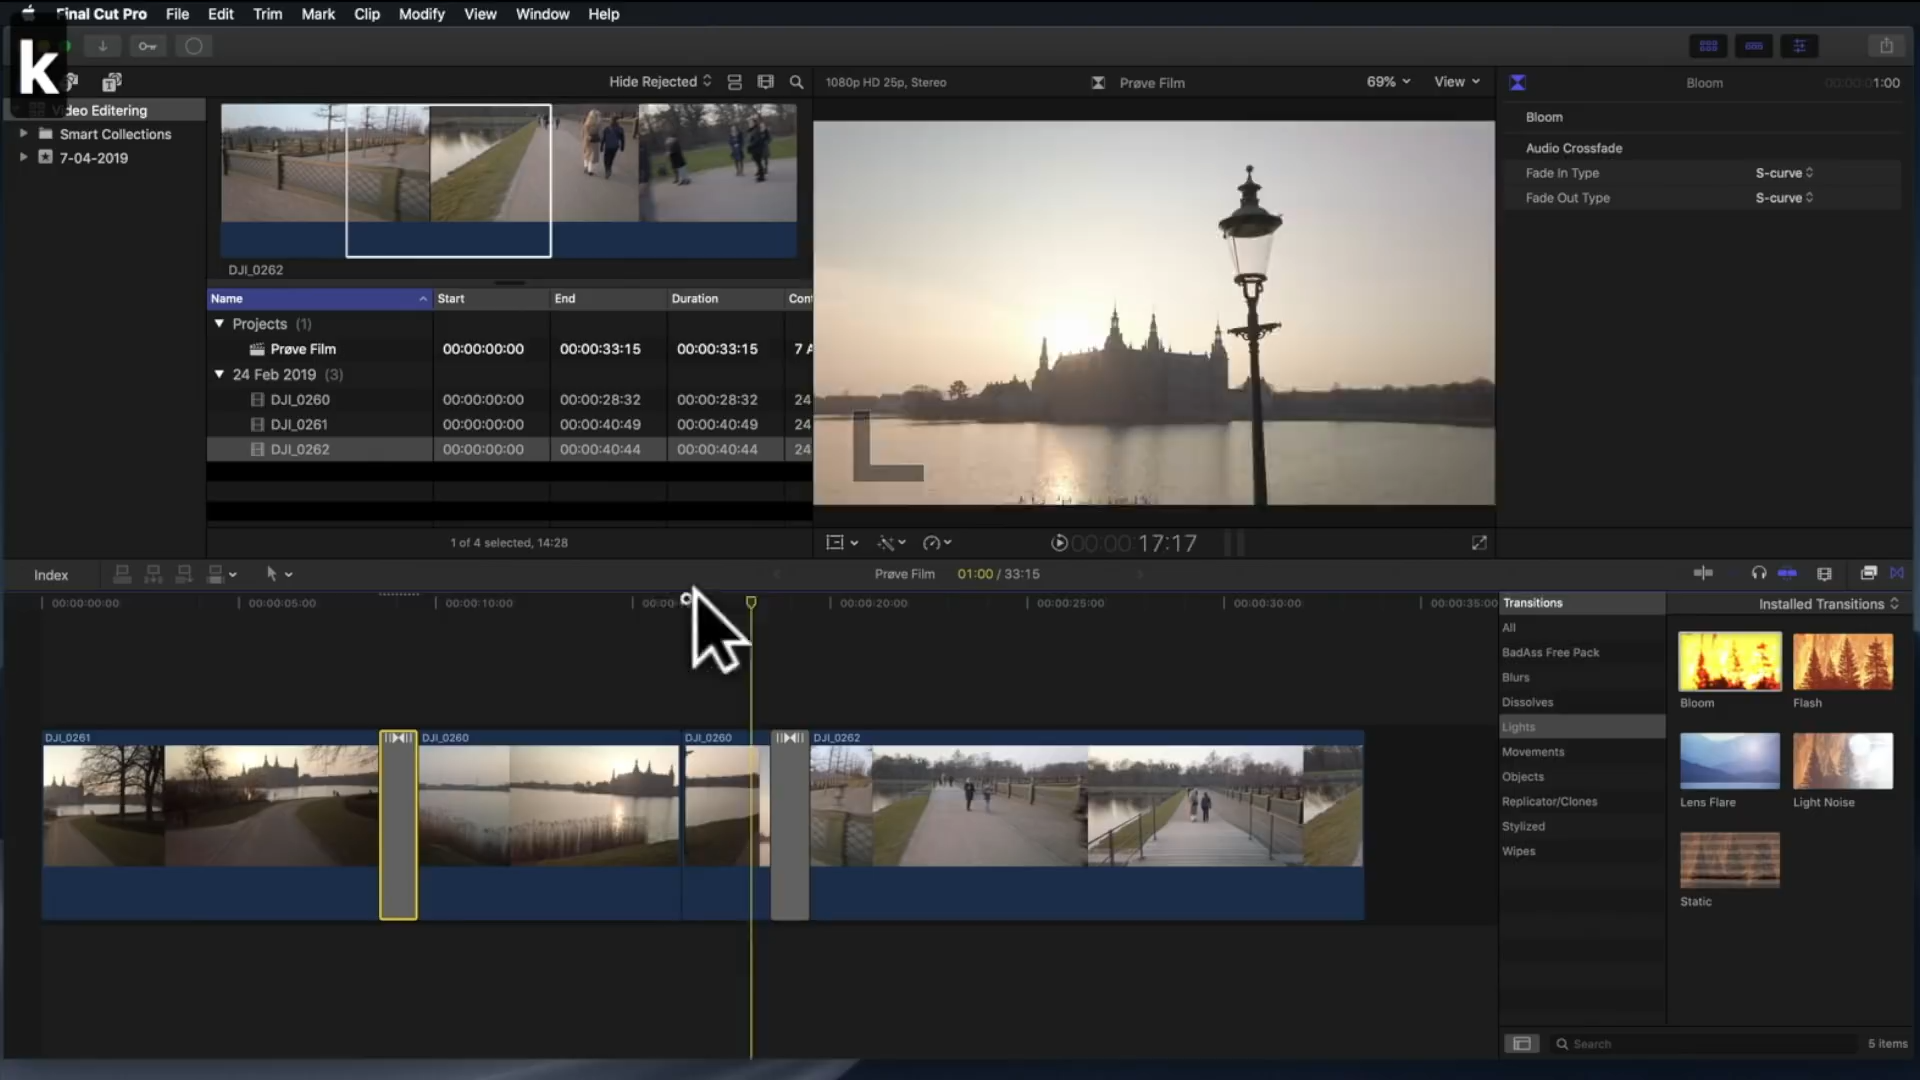 Final Cut Pro File Edit Trim Mark Clip Modify View Window Help
k
Hide Rejected
1080p HD 25p, Stereo
Prøve Film
69%
View
Bloom
1:00
Video Editering
Smart Collections
7-04-2019
DJI_0262
Bloom
Audio Crossfade
Fade In Type S-curve
Fade Out Type S-curve
Name Start End Duration Con
Projects (1)
Prøve Film 00:00:00:00 00:00:33:15 00:00:33:15 7 A
24 Feb 2019 (3)
DJI_0260 00:00:00:00 00:00:28:32 00:00:28:32 24
DJI_0261 00:00:00:00 00:00:40:49 00:00:40:49 24
DJI_0262 00:00:00:00 00:00:40:44 00:00:40:44 24
1 of 4 selected, 14:28
00:00:17:17
Index
Prøve Film 01:00 / 33:15
00:00:00:00 00:00:05:00 00:00:10:00 00:00:20:00 00:00:25:00 00:00:30:00 00:00:35:00
DJI_0261 DJI_0260 DJI_0260 DJI_0262
Transitions
Installed Transitions
All
BadAss Free Pack
Blurs
Dissolves
Lights
Movements
Objects
Replicator/Clones
Stylized
Wipes
Bloom Flash
Lens Flare Light Noise
Static
Search
5 items